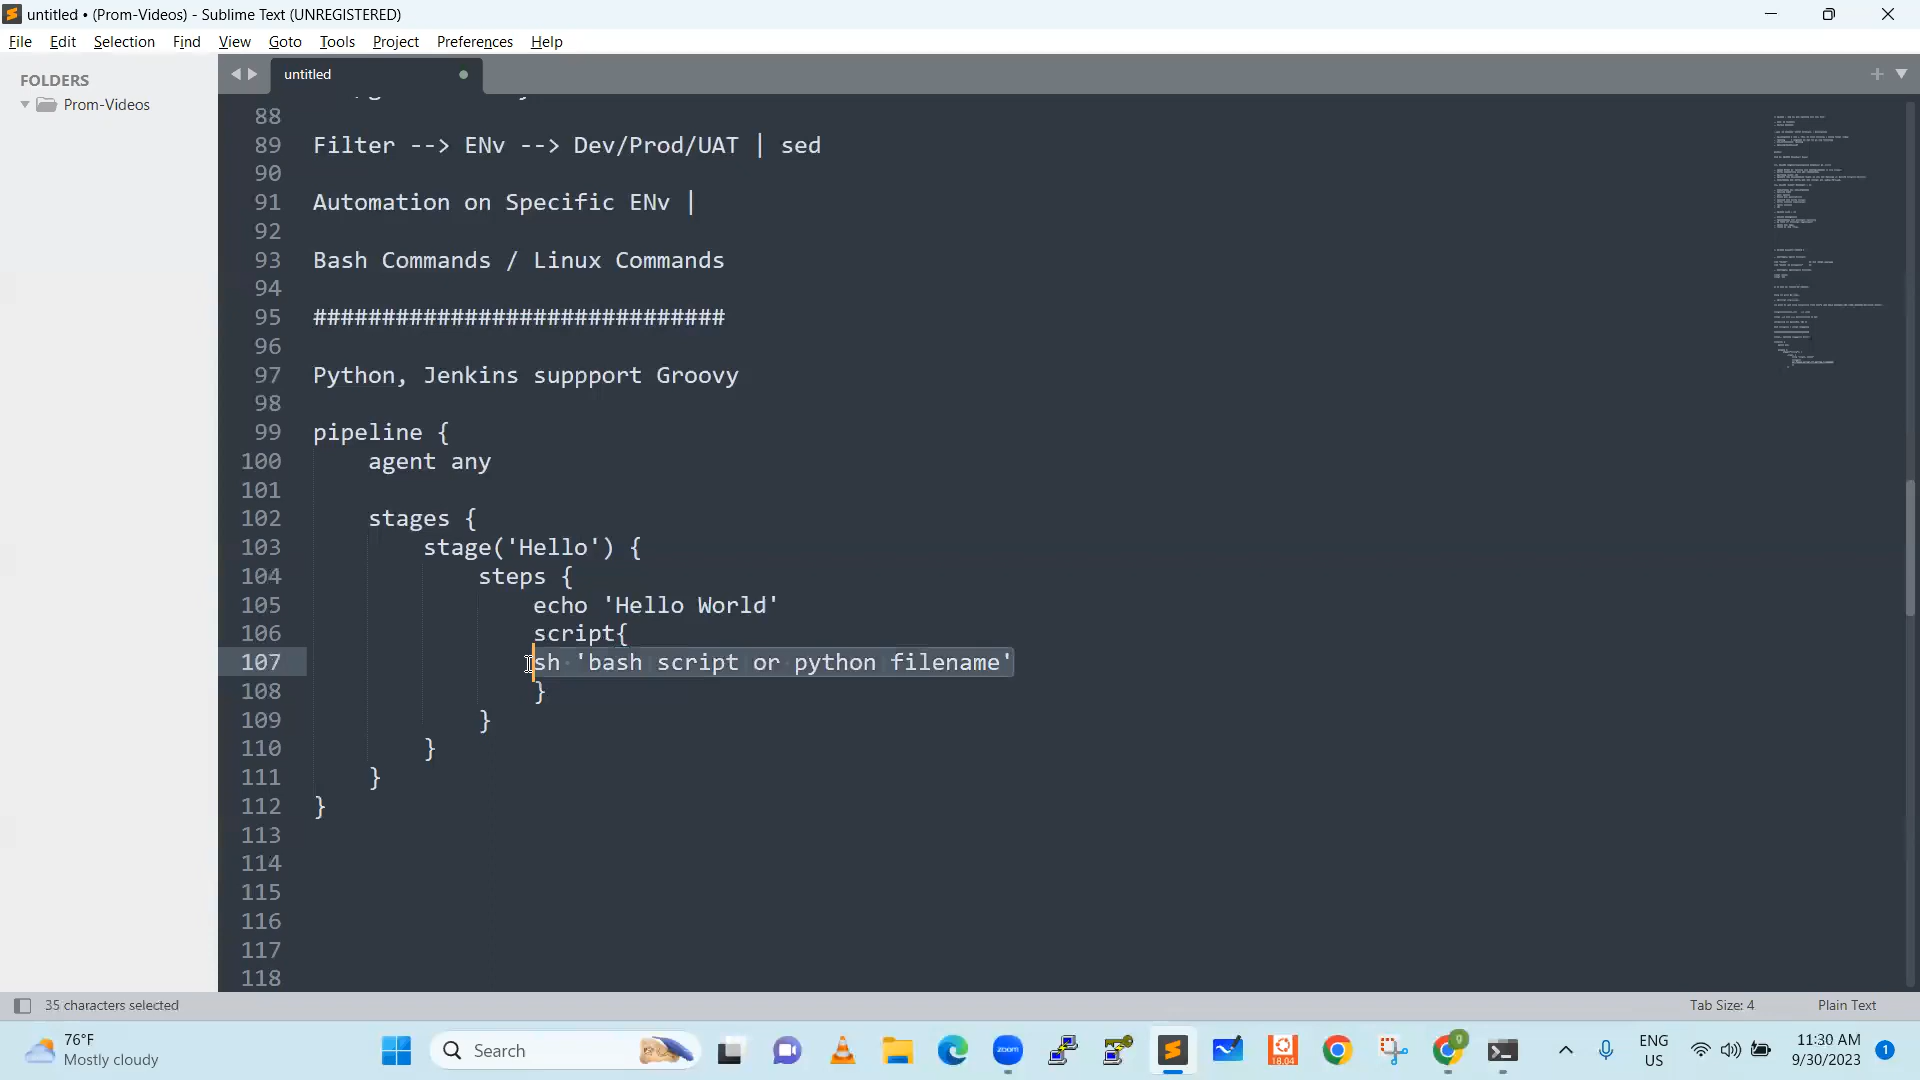 untitled • (Prom-Videos) - Sublime Text (UNREGISTERED)
File Edit Selection Find View Goto Tools Project Preferences Help
FOLDERS
Prom-Videos
untitled
88
89 Filter --> ENv --> Dev/Prod/UAT | sed
90
91 Automation on Specific ENv |
92
93 Bash Commands / Linux Commands
94
95 ##############################
96
97 Python, Jenkins suppport Groovy
98
99 pipeline {
100 agent any
101
102 stages {
103 stage('Hello') {
104 steps {
105 echo 'Hello World'
106 script{
107 sh 'bash script or python filename'
108 }
109 }
110 }
111 }
112 }
113
114
115
116
117
118
35 characters selected
Tab Size: 4
Plain Text
76°F
Mostly cloudy
Search
zoom
18.04
9
ENG
US
11:30 AM
9/30/2023
1